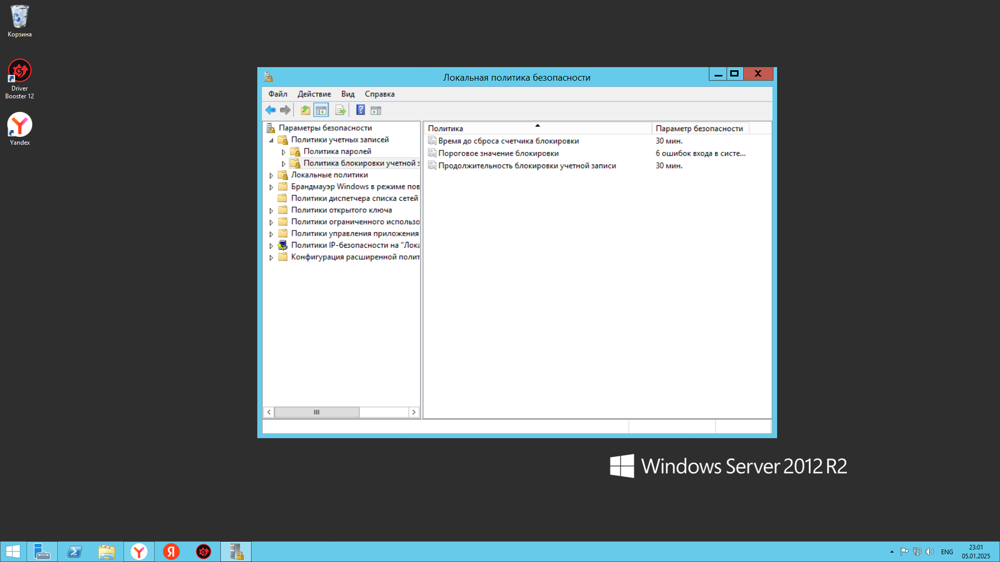 Корзина
Driver
Booster 12
Yandex
Локальная политика безопасности
Файл Действие Вид Справка
Параметры безопасности
Политики учетных записей
Политика паролей
Политика блокировки учетной з
Локальные политики
Брандмауэр Windows в режиме пов
Политики диспетчера списка сетей
Политики открытого ключа
Политики ограниченного использо
Политики управления приложения
Политики IP-безопасности на "Лока
Конфигурация расширенной полит
Политика Параметр безопасности
Время до сброса счетчика блокировки 30 мин.
Пороговое значение блокировки 6 ошибок входа в систе...
Продолжительность блокировки учетной записи 30 мин.
Windows Server 2012 R2
ENG
23:01
05.01.2025